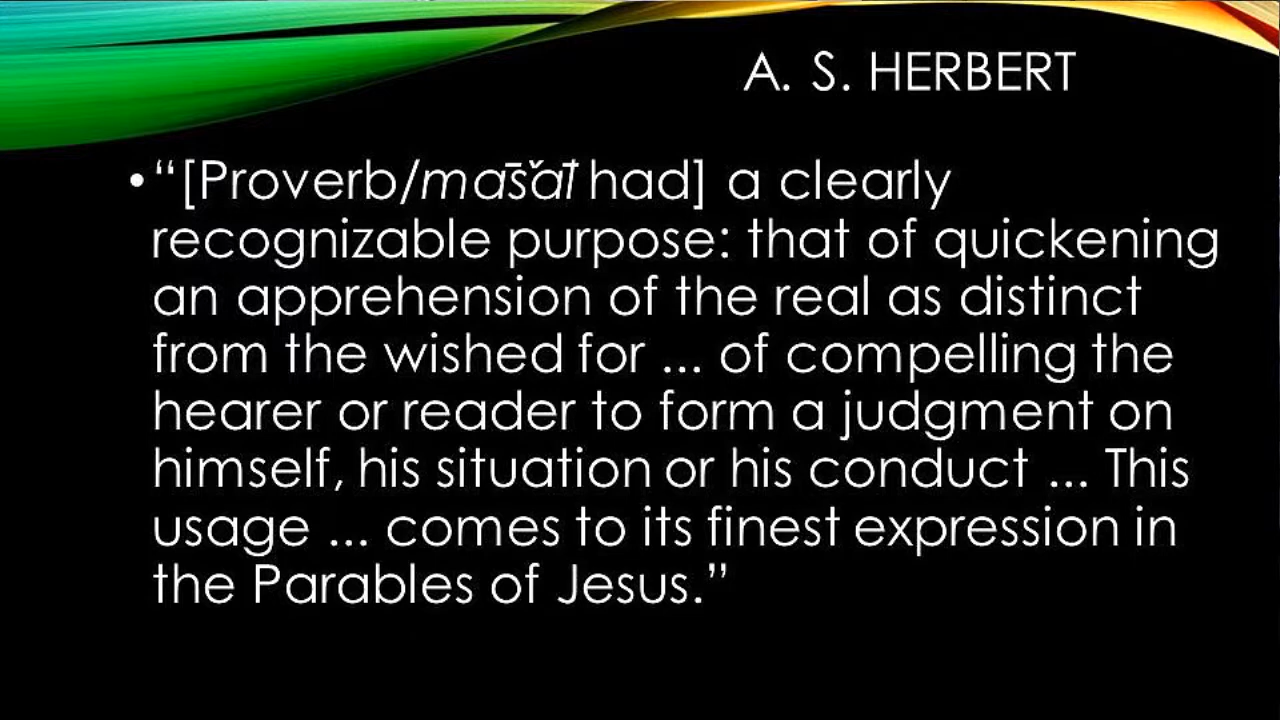 A. S. HERBERT
• “[Proverb/māšāl had] a clearly
recognizable purpose: that of quickening
an apprehension of the real as distinct
from the wished for ... of compelling the
hearer or reader to form a judgment on
himself, his situation or his conduct ... This
usage ... comes to its finest expression in
the Parables of Jesus.”